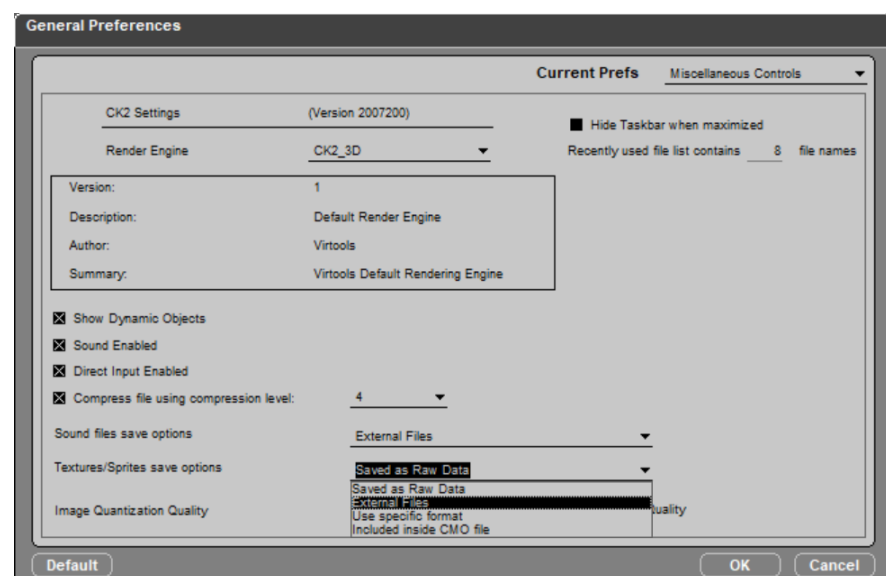 General Preferences
Current Prefs Miscellaneous Controls
CK2 Settings (Version 2007200)
Hide Taskbar when maximized
Render Engine CK2_3D
Recently used file list contains 8 file names
Version: 1
Description: Default Render Engine
Author: Virtools
Summary: Virtools Default Rendering Engine
Show Dynamic Objects
Sound Enabled
Direct Input Enabled
Compress file using compression level: 4
Sound files save options External Files
Textures/Sprites save options Saved as Raw Data
Saved as Raw Data
External Files
Image Quantization Quality
Use specific format
Included inside CMO file
Default OK Cancel